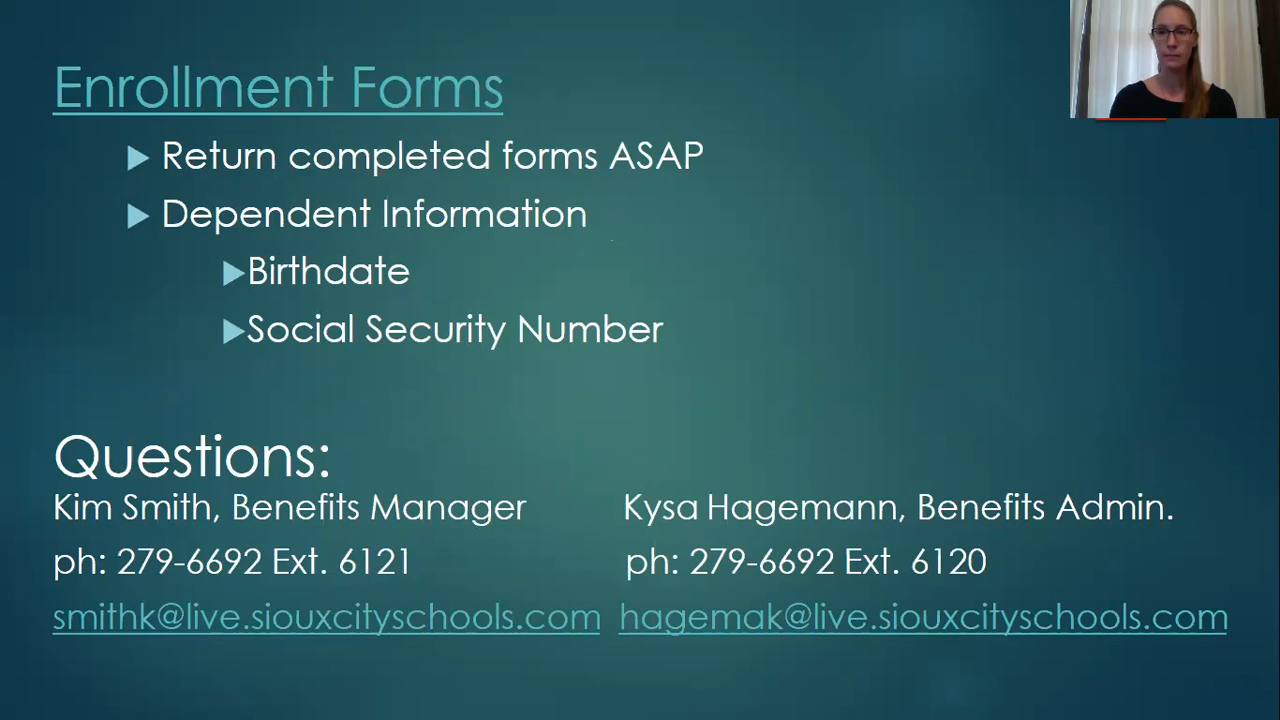 Enrollment Forms
Return completed forms ASAP
Dependent Information
Birthdate
Social Security Number
Questions:
Kim Smith, Benefits Manager
Kysa Hagemann, Benefits Admin.
ph: 279-6692 Ext. 6121
ph: 279-6692 Ext. 6120
smithk@live.siouxcityschools.com
hagemak@live.siouxcityschools.com